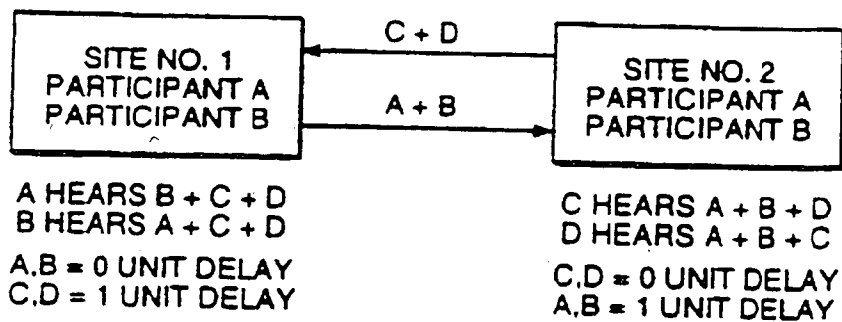 SITE NO. 1
PARTICIPANT A
PARTICIPANT B
C + D
A + B
SITE NO. 2
PARTICIPANT A
PARTICIPANT B
A HEARS B + C + D
B HEARS A + C + D
A,B = 0 UNIT DELAY
C,D = 1 UNIT DELAY
C HEARS A + B + D
D HEARS A + B + C
C,D = 0 UNIT DELAY
A,B = 1 UNIT DELAY